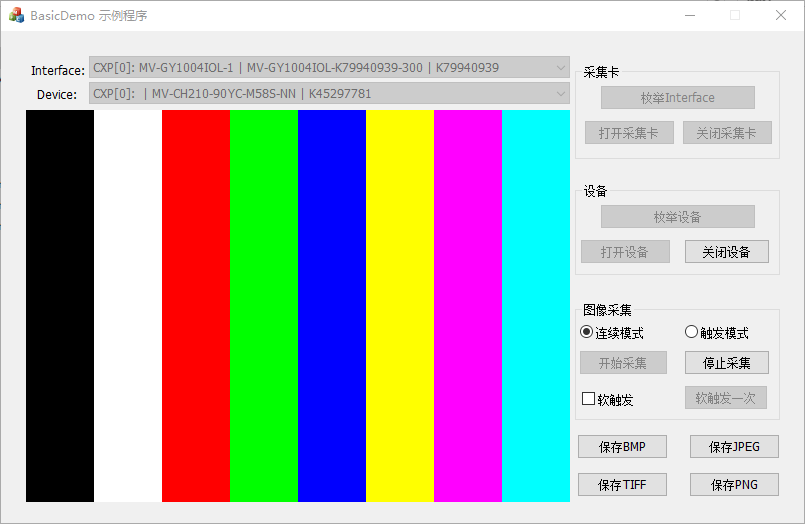 BasicDemo 示例程序
Interface: CXP[0]: MV-GY1004IOL-1 | MV-GY1004IOL-K79940939-300 | K79940939
Device: CXP[0]: | MV-CH210-90YC-M58S-NN | K45297781
采集卡
枚举Interface
打开采集卡 关闭采集卡
设备
枚举设备
打开设备 关闭设备
图像采集
连续模式 触发模式
开始采集 停止采集
软触发 软触发一次
保存BMP 保存JPEG
保存TIFF 保存PNG